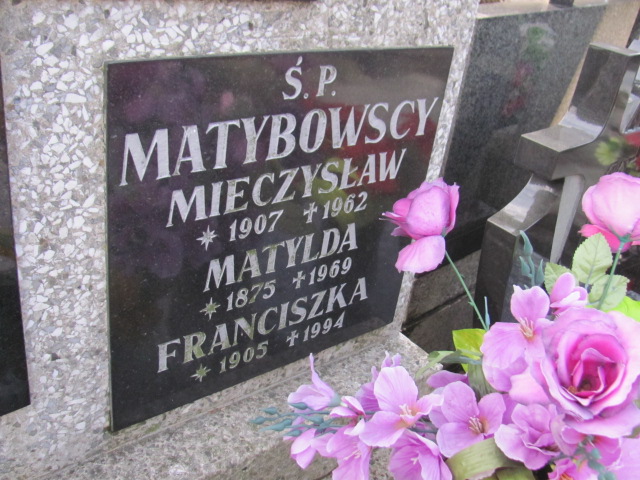 Ś. P.
MATYBOWSCY
MIECZYSŁAW
* 1907 + 1962
MATYLDA
* 1875 + 1969
FRANCISZKA
* 1905 + 1994